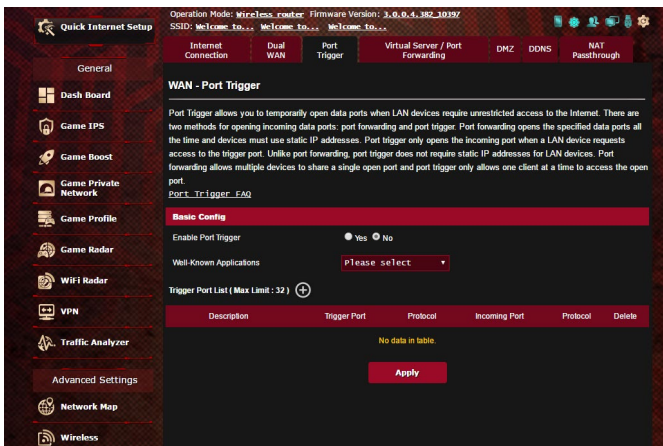 Quick Internet Setup
General
Dash Board
Game IPS
Game Boost
Game Private
Network
Game Profile
Game Radar
WiFi Radar
VPN
Traffic Analyzer
Advanced Settings
Network Map
Wireless
Operation Mode: Wireless router Firmware Version: 3.0.0.4.382_10397
SSID: Welcome to... Welcome to... Welcome to...
Internet
Connection
Dual
WAN
Port
Trigger
Virtual Server / Port
Forwarding
DMZ
DDNS
NAT
Passthrough
WAN - Port Trigger
Port Trigger allows you to temporarily open data ports when LAN devices require unrestricted access to the Internet. There are
two methods for opening incoming data ports: port forwarding and port trigger. Port forwarding opens the specified data ports all
the time and devices must use static IP addresses. Port trigger only opens the incoming port when a LAN device requests
access to the trigger port. Unlike port forwarding, port trigger does not require static IP addresses for LAN devices. Port
forwarding allows multiple devices to share a single open port and port trigger only allows one client at a time to access the open
port.
Port Trigger FAQ
Basic Config
Enable Port Trigger Yes No
Well-Known Applications Please select
Trigger Port List ( Max Limit : 32 )
Description Trigger Port Protocol Incoming Port Protocol Delete
No data in table.
Apply